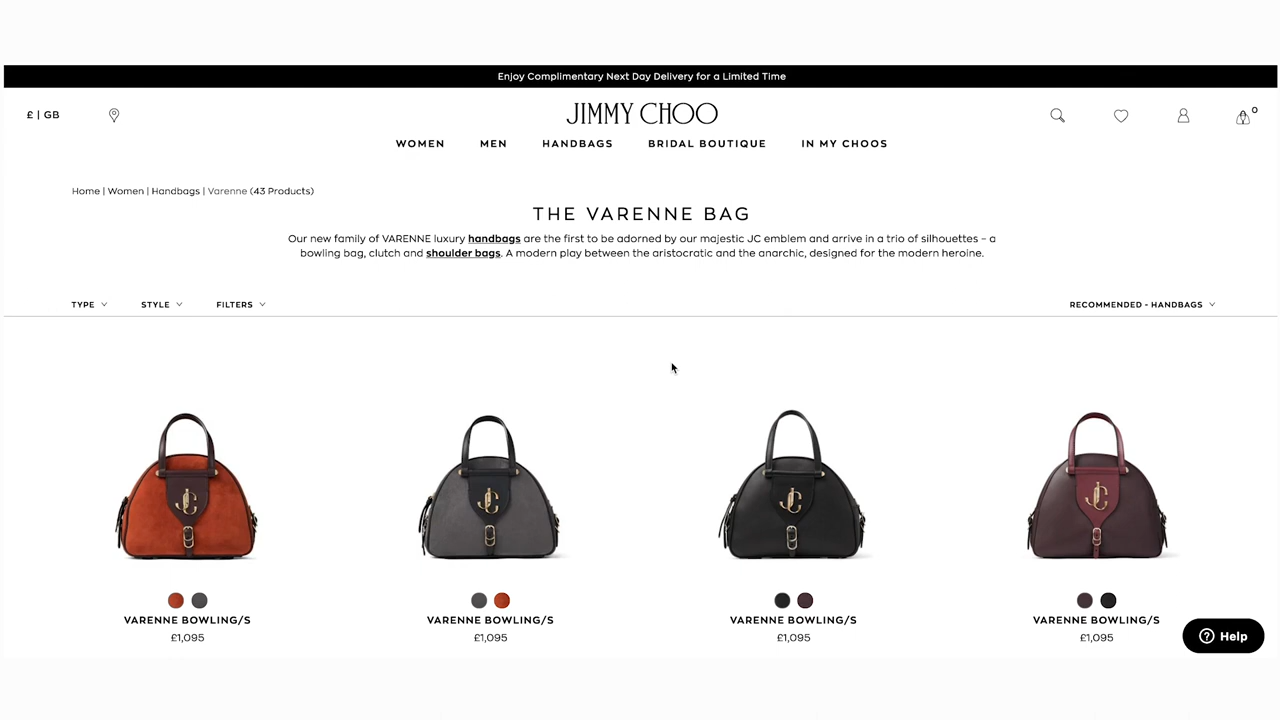 Enjoy Complimentary Next Day Delivery for a Limited Time
£ | GB
JIMMY CHOO
0
WOMEN MEN HANDBAGS BRIDAL BOUTIQUE IN MY CHOOS
Home | Women | Handbags | Varenne (43 Products)
THE VARENNE BAG
Our new family of VARENNE luxury handbags are the first to be adorned by our majestic JC emblem and arrive in a trio of silhouettes – a
bowling bag, clutch and shoulder bags. A modern play between the aristocratic and the anarchic, designed for the modern heroine.
TYPE STYLE FILTERS RECOMMENDED - HANDBAGS
JC JC JC JC
VARENNE BOWLING/S VARENNE BOWLING/S VARENNE BOWLING/S VARENNE BOWLING/S
£1,095 £1,095 £1,095 £1,095
? Help